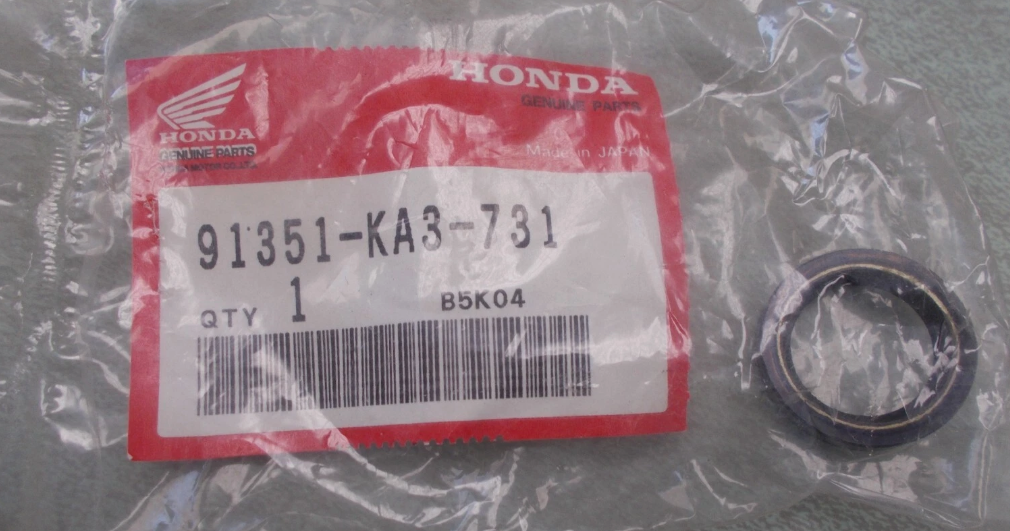 HONDA
GENUINE PARTS
Made in JAPAN
HONDA
GENUINE PARTS
91351-KA3-731
QTY 1 B5K04